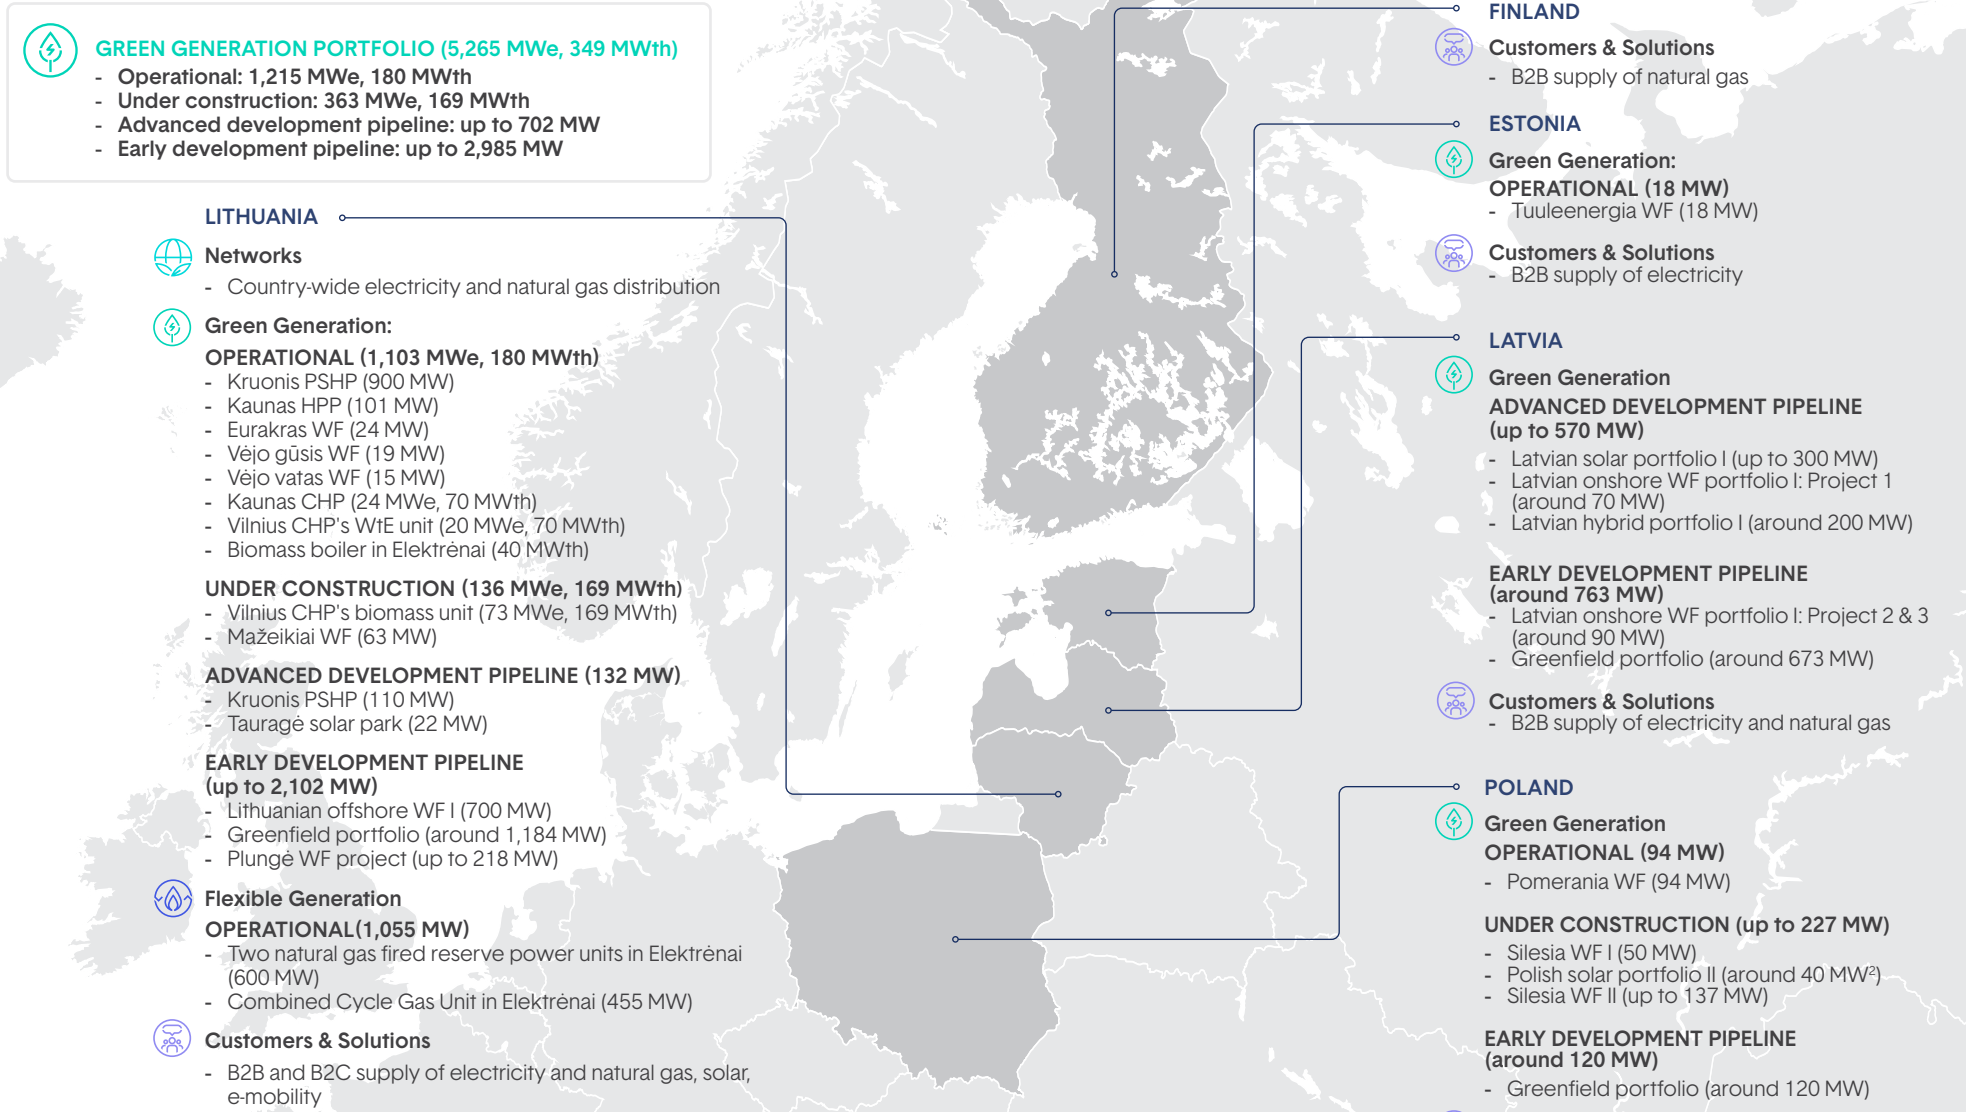 GREEN GENERATION PORTFOLIO (5,265 MWe, 349 MWth)
- Operational: 1,215 MWe, 180 MWth
- Under construction: 363 MWe, 169 MWth
- Advanced development pipeline: up to 702 MW
- Early development pipeline: up to 2,985 MW
LITHUANIA
Networks
- Country-wide electricity and natural gas distribution
Green Generation:
OPERATIONAL (1,103 MWe, 180 MWth)
- Kruonis PSHP (900 MW)
- Kaunas HPP (101 MW)
- Eurakras WF (24 MW)
- Vėjo gūsis WF (19 MW)
- Vėjo vatas WF (15 MW)
- Kaunas CHP (24 MWe, 70 MWth)
- Vilnius CHP's WtE unit (20 MWe, 70 MWth)
- Biomass boiler in Elektrėnai (40 MWth)
UNDER CONSTRUCTION (136 MWe, 169 MWth)
- Vilnius CHP's biomass unit (73 MWe, 169 MWth)
- Mažeikiai WF (63 MW)
ADVANCED DEVELOPMENT PIPELINE (132 MW)
- Kruonis PSHP (110 MW)
- Tauragė solar park (22 MW)
EARLY DEVELOPMENT PIPELINE
(up to 2,102 MW)
- Lithuanian offshore WF I (700 MW)
- Greenfield portfolio (around 1,184 MW)
- Plungė WF project (up to 218 MW)
Flexible Generation
OPERATIONAL (1,055 MW)
- Two natural gas fired reserve power units in Elektrėnai
(600 MW)
- Combined Cycle Gas Unit in Elektrėnai (455 MW)
Customers & Solutions
- B2B and B2C supply of electricity and natural gas, solar,
e-mobility
FINLAND
Customers & Solutions
- B2B supply of natural gas
ESTONIA
Green Generation:
OPERATIONAL (18 MW)
- Tuuleenergia WF (18 MW)
Customers & Solutions
- B2B supply of electricity
LATVIA
Green Generation
ADVANCED DEVELOPMENT PIPELINE
(up to 570 MW)
- Latvian solar portfolio I (up to 300 MW)
- Latvian onshore WF portfolio I: Project 1
(around 70 MW)
- Latvian hybrid portfolio I (around 200 MW)
EARLY DEVELOPMENT PIPELINE
(around 763 MW)
- Latvian onshore WF portfolio I: Project 2 & 3
(around 90 MW)
- Greenfield portfolio (around 673 MW)
Customers & Solutions
- B2B supply of electricity and natural gas
POLAND
Green Generation
OPERATIONAL (94 MW)
- Pomerania WF (94 MW)
UNDER CONSTRUCTION (up to 227 MW)
- Silesia WF I (50 MW)
- Polish solar portfolio II (around 40 MW²)
- Silesia WF II (up to 137 MW)
EARLY DEVELOPMENT PIPELINE
(around 120 MW)
- Greenfield portfolio (around 120 MW)